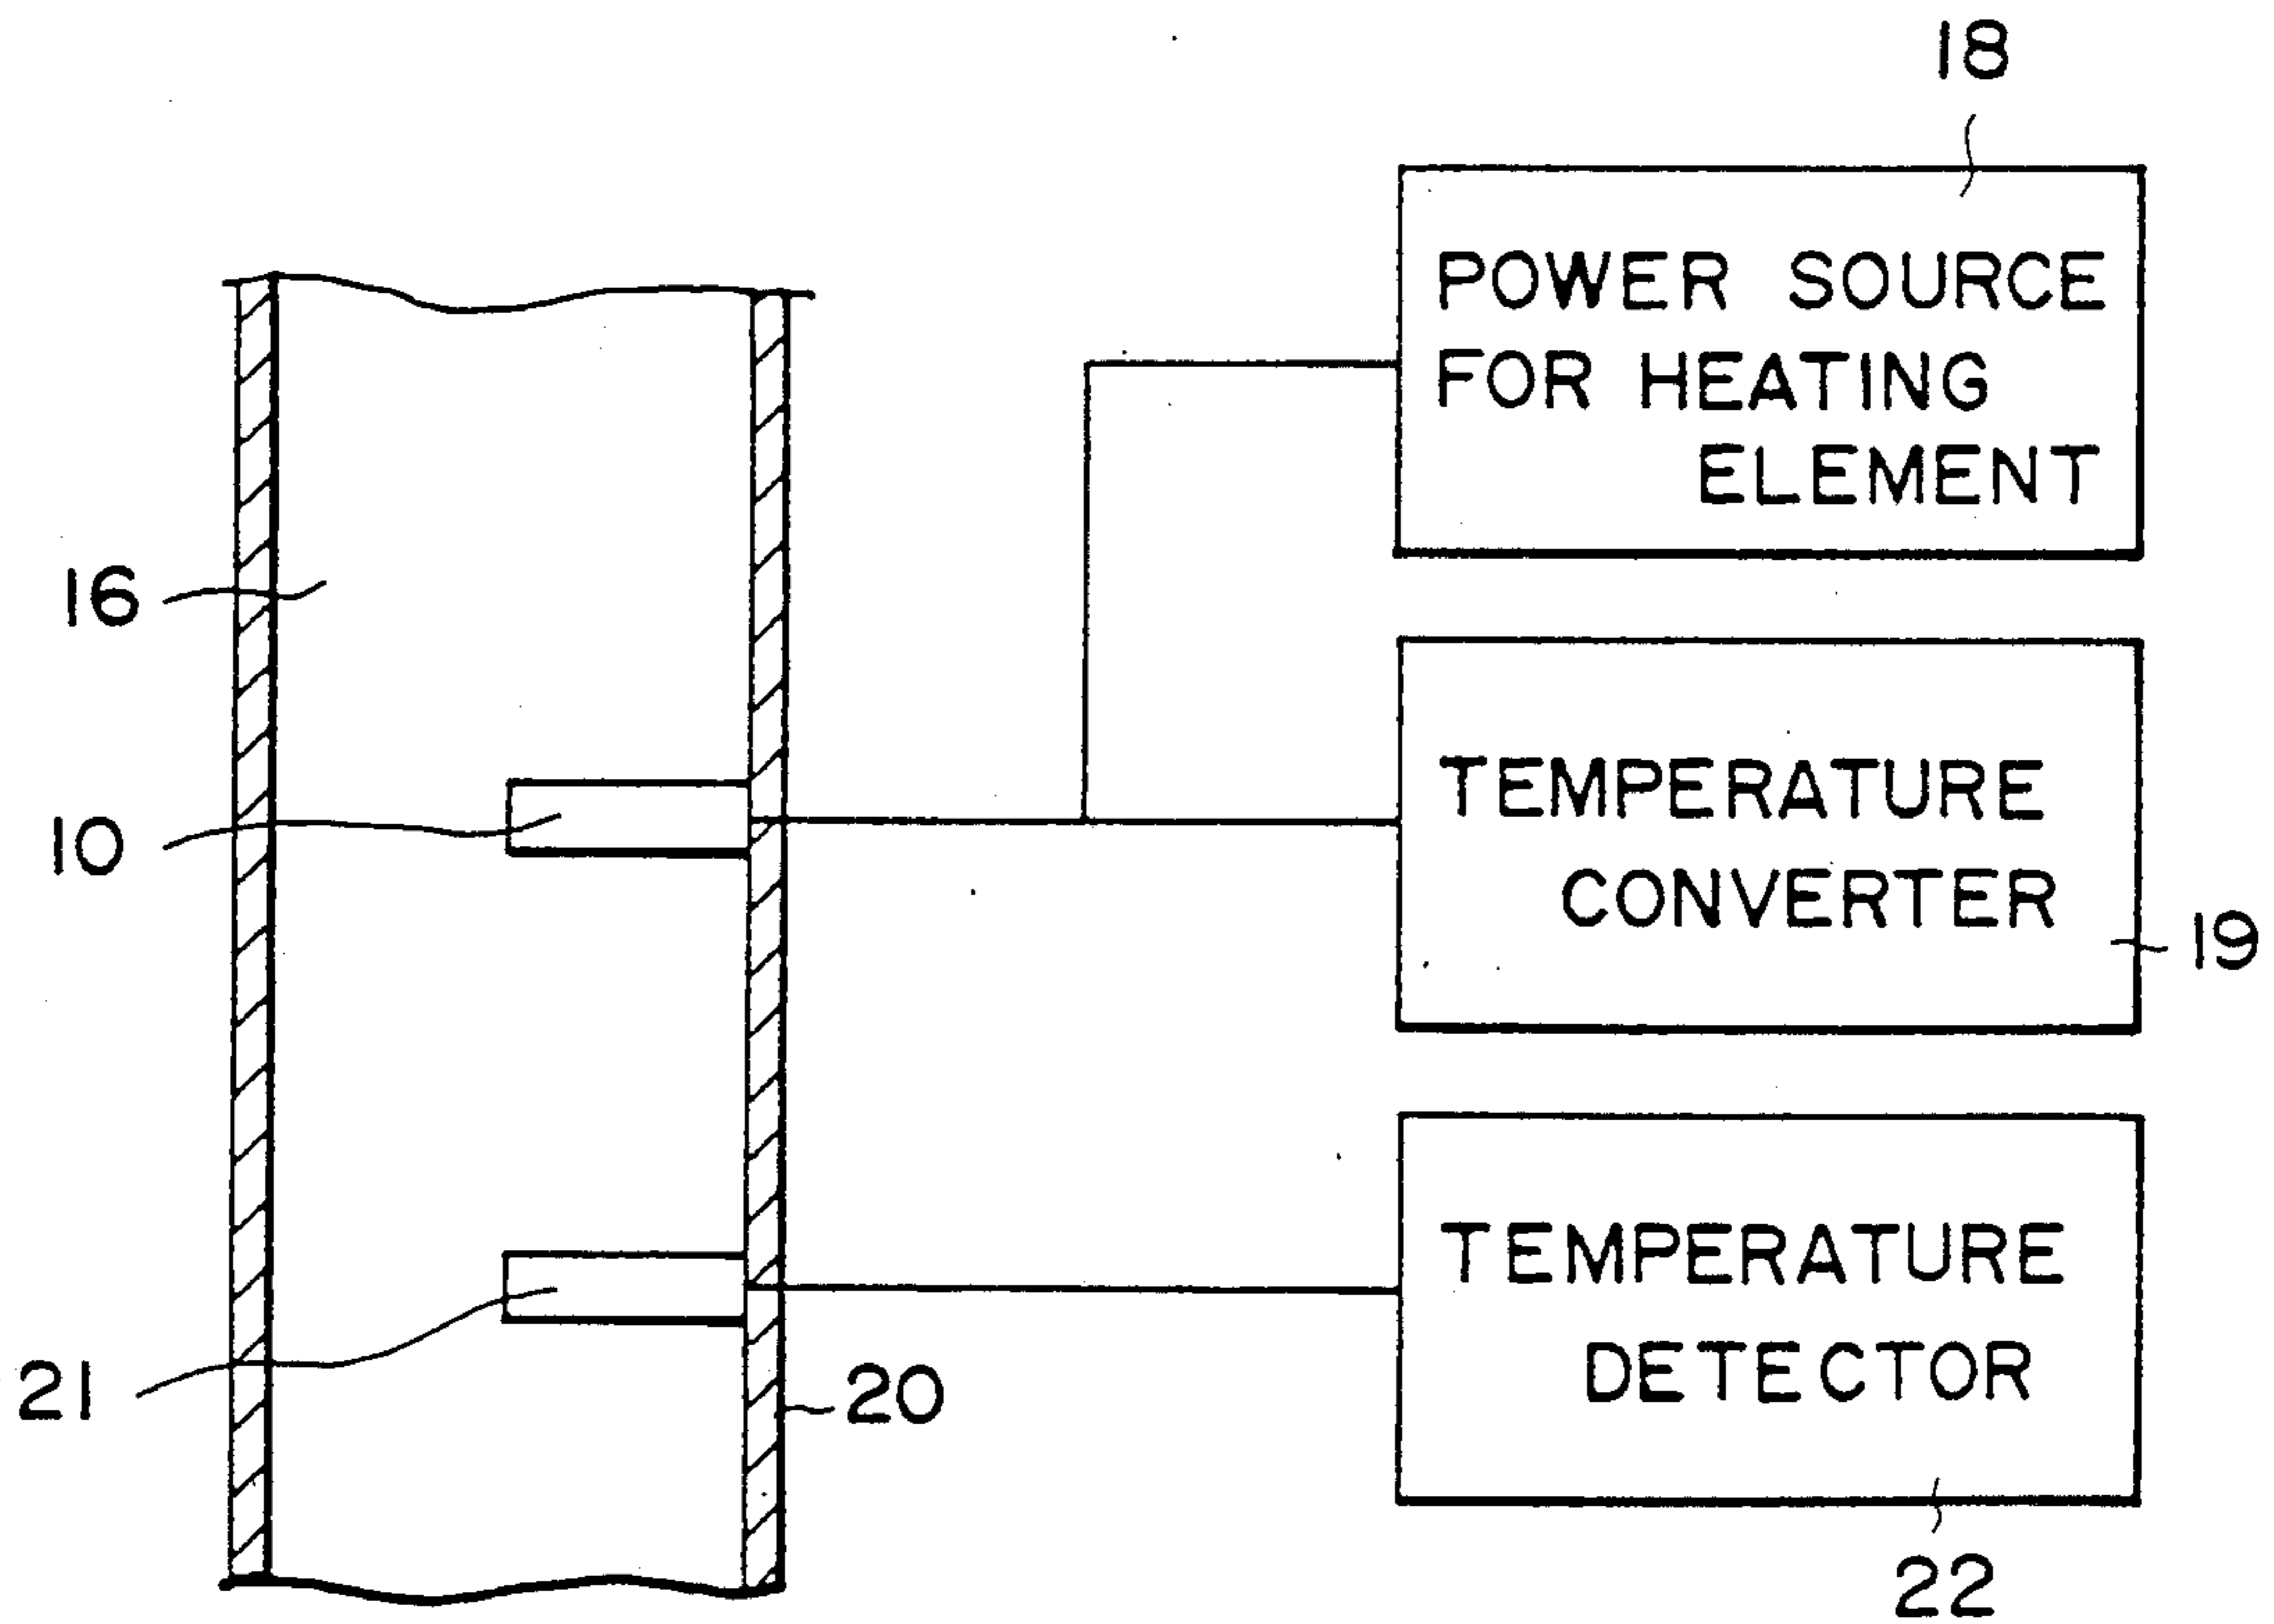 18
POWER SOURCE
FOR HEATING
ELEMENT
16
TEMPERATURE
CONVERTER
10
19
TEMPERATURE
DETECTOR
21
20
22